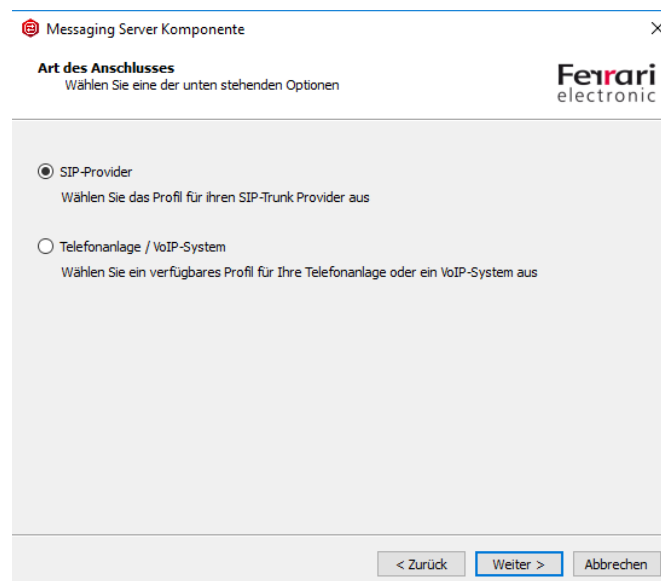 Messaging Server Komponente
Art des Anschlusses
Wählen Sie eine der unten stehenden Optionen
Ferrari
electronic
SIP-Provider
Wählen Sie das Profil für ihren SIP-Trunk Provider aus
Telefonanlage / VoIP-System
Wählen Sie ein verfügbares Profil für Ihre Telefonanlage oder ein VoIP-System aus
< Zurück Weiter > Abbrechen